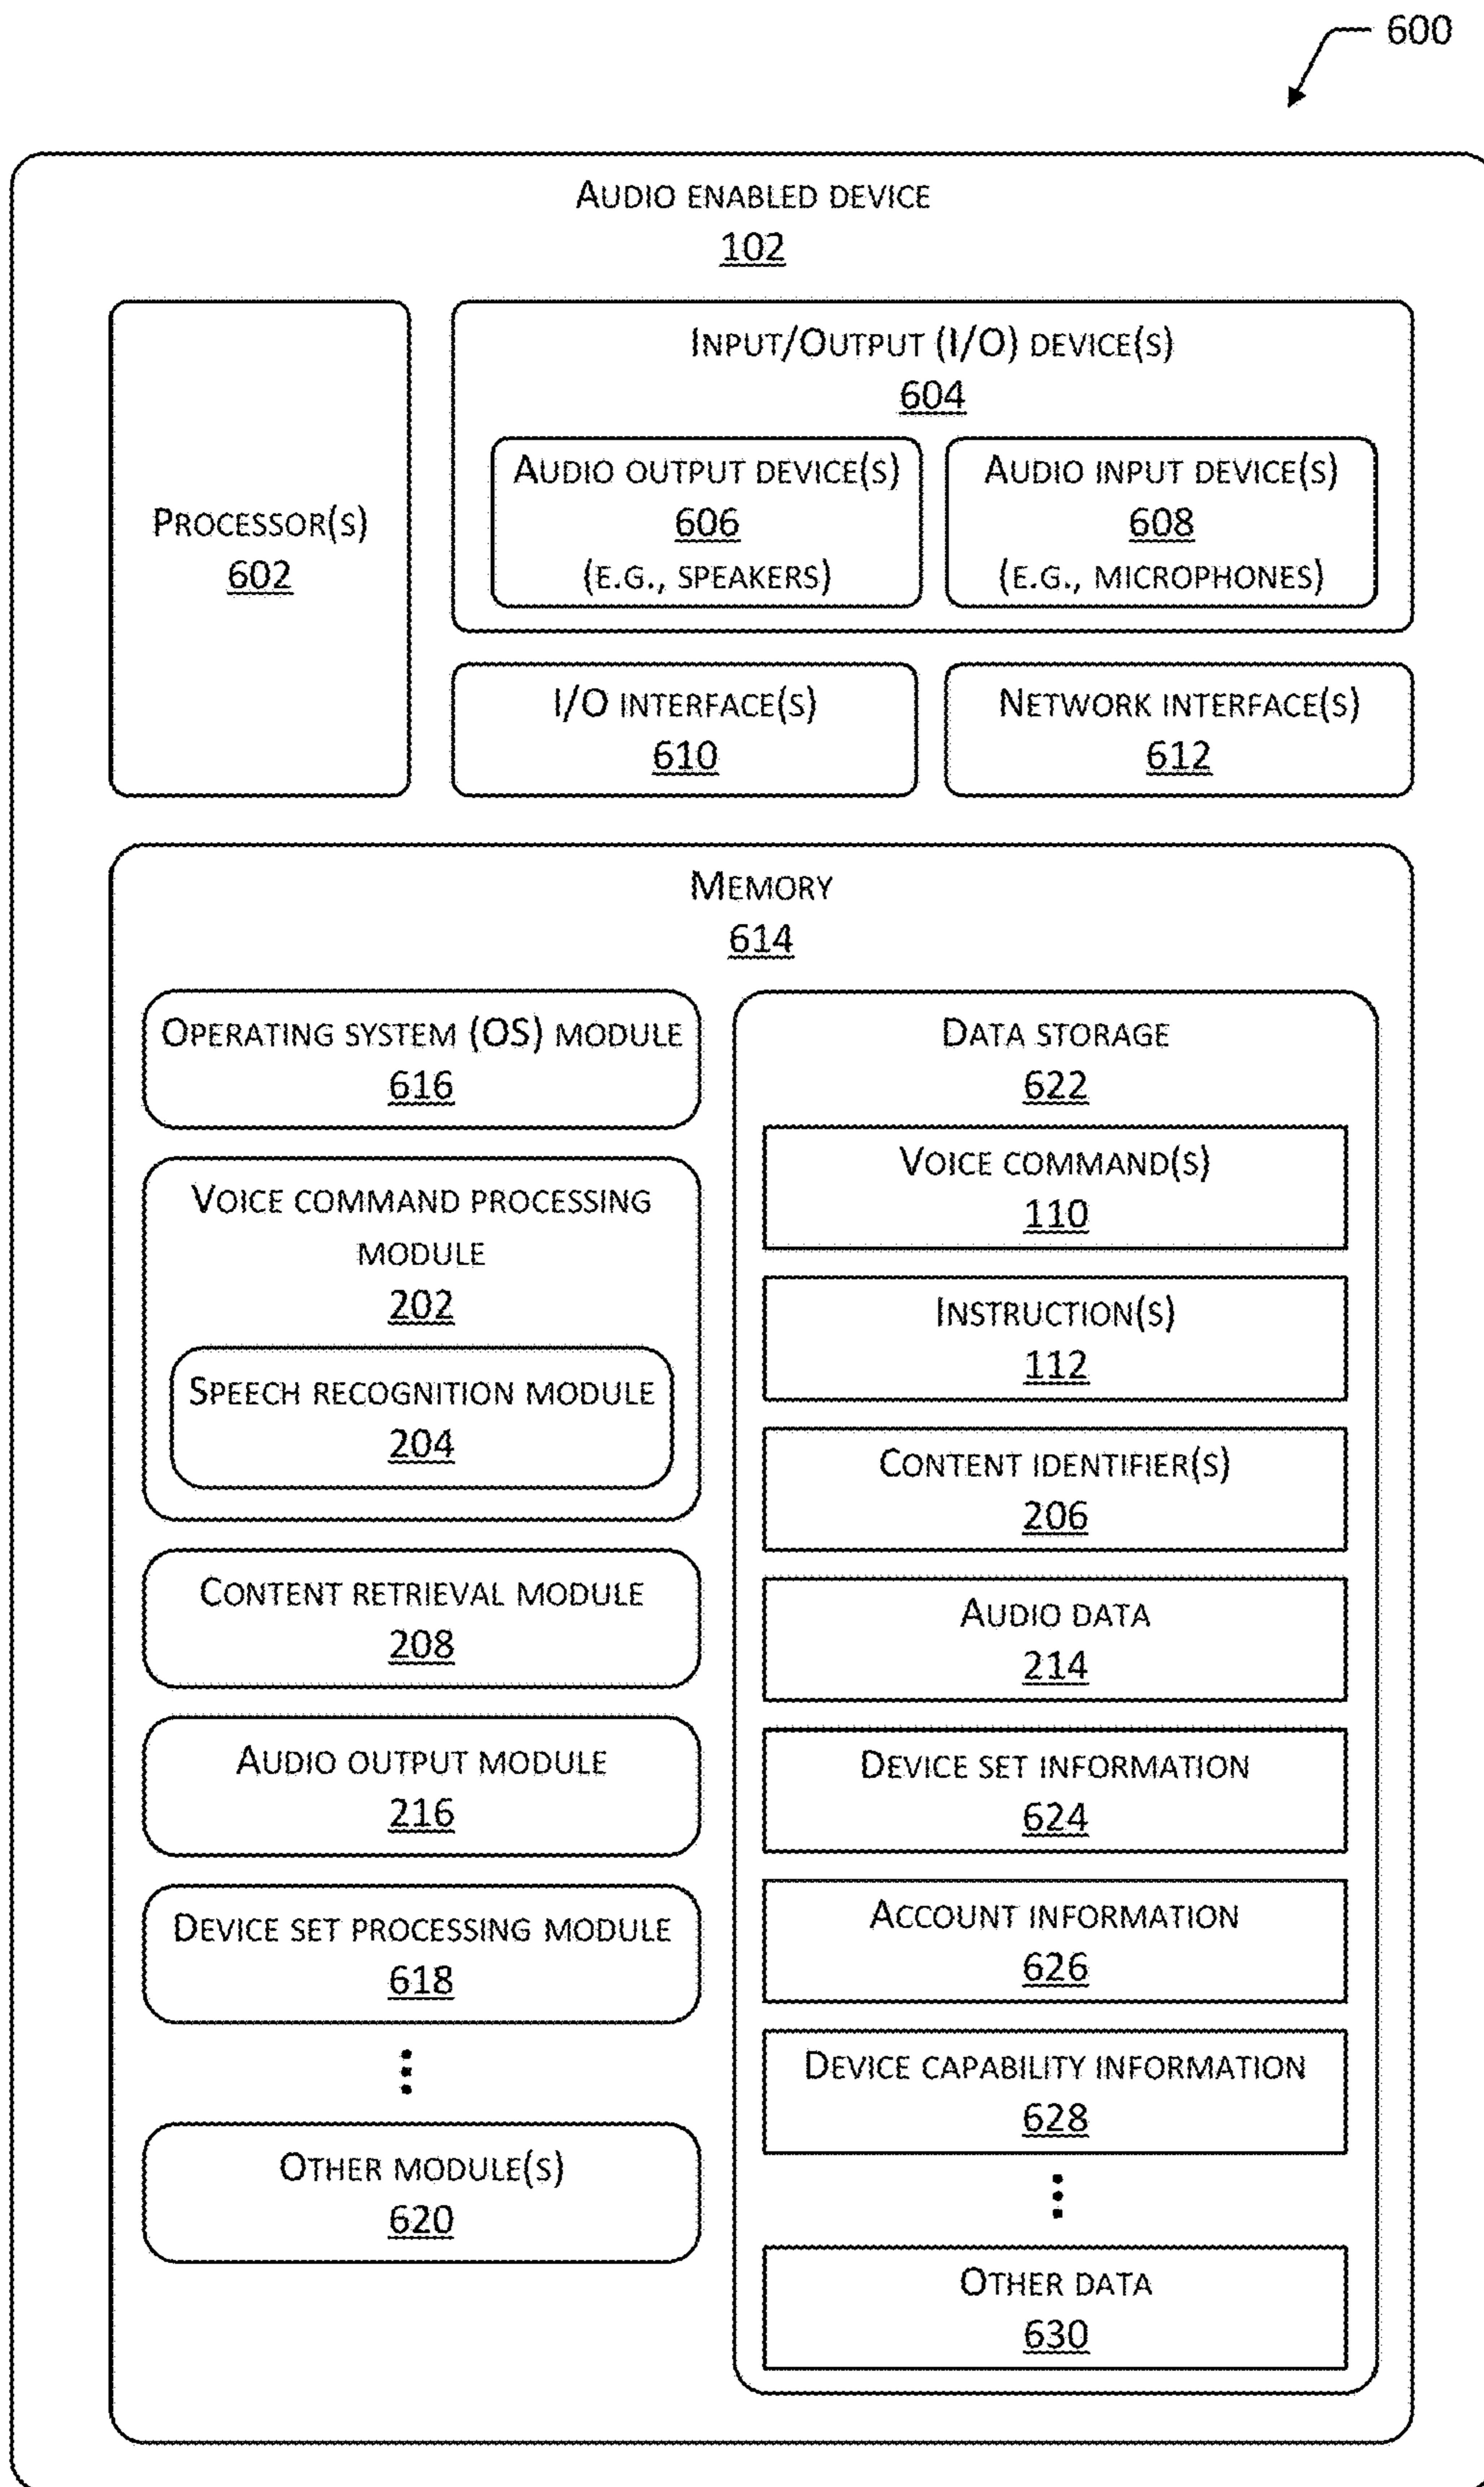 600
AUDIO ENABLED DEVICE
102
PROCESSOR(S)
602
INPUT/OUTPUT (I/O) DEVICE(S)
604
AUDIO OUTPUT DEVICE(S)
606
(E.G., SPEAKERS)
AUDIO INPUT DEVICE(S)
608
(E.G., MICROPHONES)
I/O INTERFACE(S)
610
NETWORK INTERFACE(S)
612
MEMORY
614
OPERATING SYSTEM (OS) MODULE
616
VOICE COMMAND PROCESSING
MODULE
202
SPEECH RECOGNITION MODULE
204
CONTENT RETRIEVAL MODULE
208
AUDIO OUTPUT MODULE
216
DEVICE SET PROCESSING MODULE
618
OTHER MODULE(S)
620
DATA STORAGE
622
VOICE COMMAND(S)
110
INSTRUCTION(S)
112
CONTENT IDENTIFIER(S)
206
AUDIO DATA
214
DEVICE SET INFORMATION
624
ACCOUNT INFORMATION
626
DEVICE CAPABILITY INFORMATION
628
OTHER DATA
630